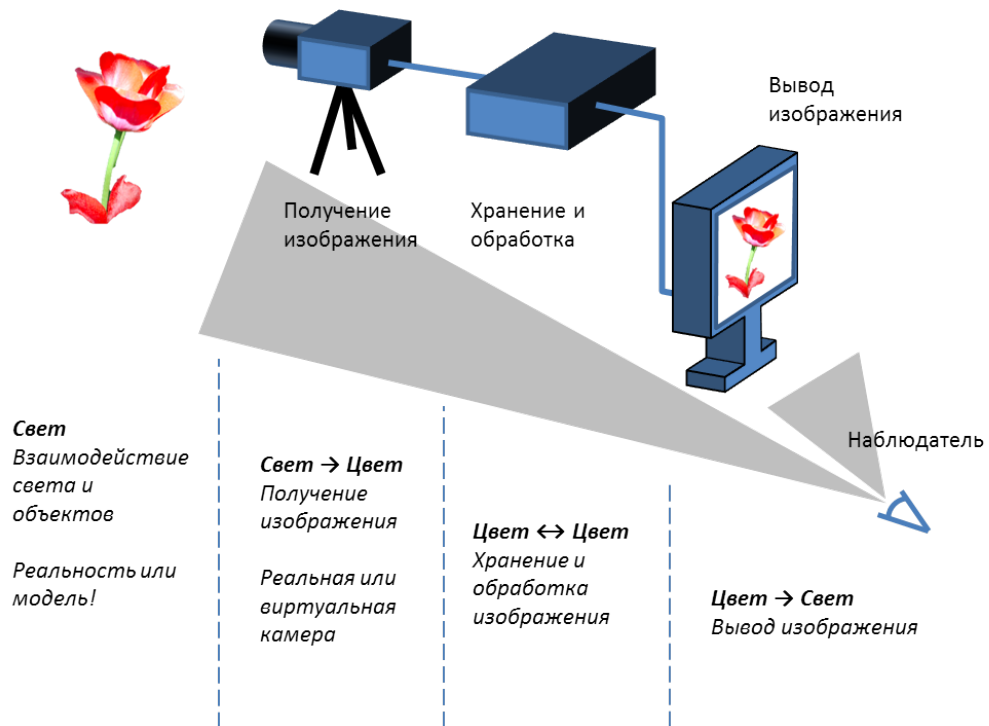 Вывод
изображения
Получение
изображения
Хранение и
обработка
Наблюдатель
Свет
Взаимодействие
света и
объектов
Реальность или
модель!
Свет → Цвет
Получение
изображения
Реальная или
виртуальная
камера
Цвет ↔ Цвет
Хранение и
обработка
изображения
Цвет → Свет
Вывод изображения